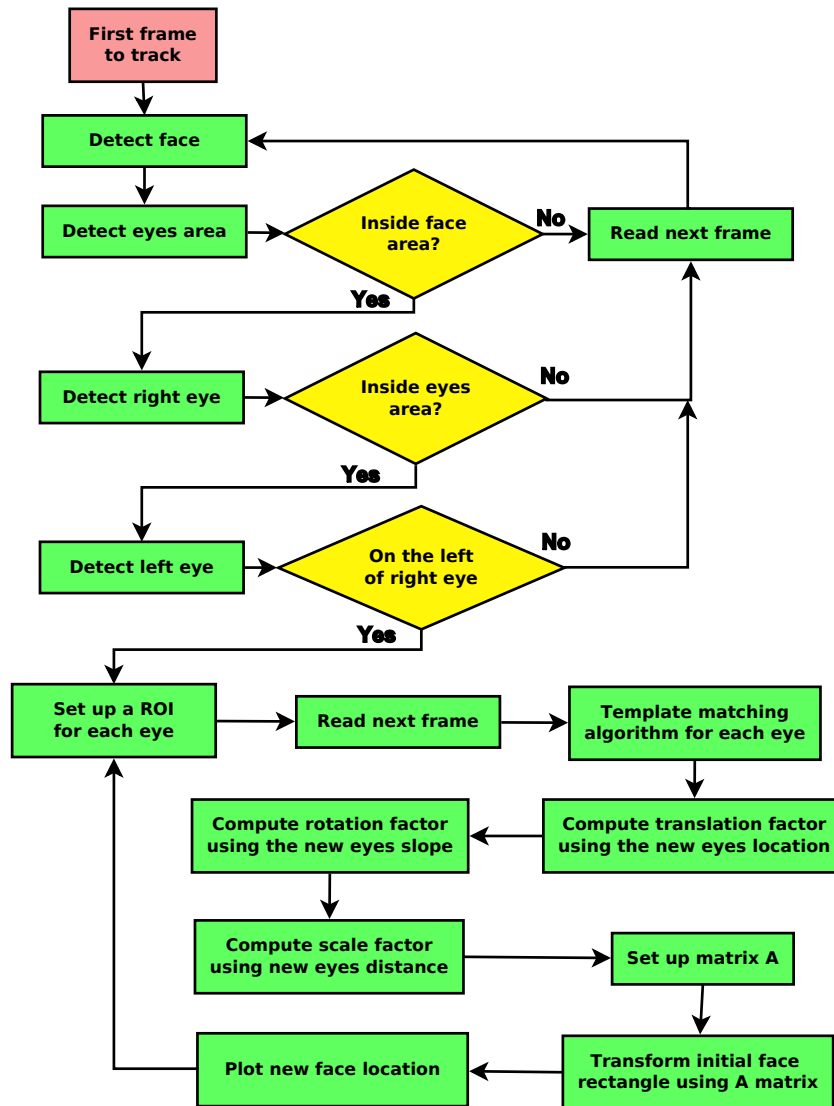 First frame
to track
Detect face
Detect eyes area
Inside face
area?
No
Read next frame
Yes
Detect right eye
Inside eyes
area?
No
Yes
Detect left eye
On the left
of right eye
No
Yes
Set up a ROI
for each eye
Read next frame
Template matching
algorithm for each eye
Compute rotation factor
using the new eyes slope
Compute translation factor
using the new eyes location
Compute scale factor
using new eyes distance
Set up matrix A
Plot new face location
Transform initial face
rectangle using A matrix